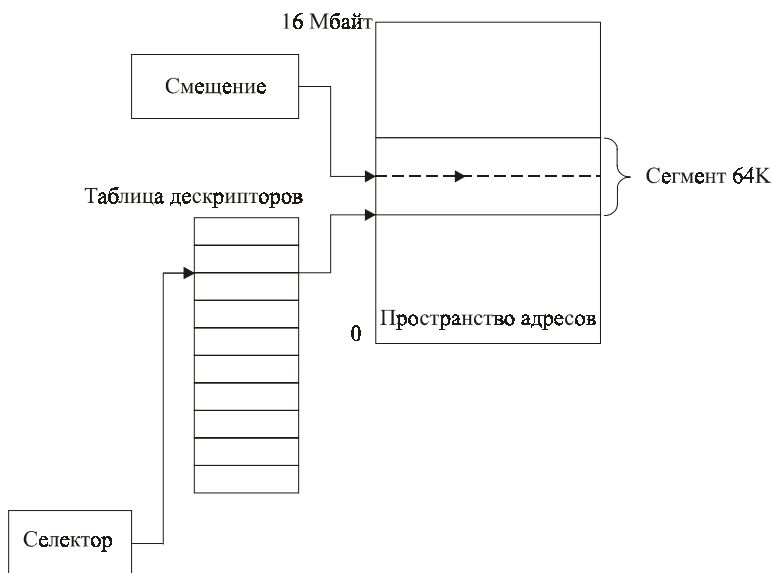 16 Мбайт
Смещение
Сегмент 64K
Таблица дескрипторов
Пространство адресов
0
Селектор